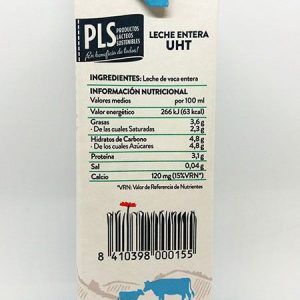 PLS PRODUCTOS
LÁCTEOS
SOSTENIBLES
¡En beneficio de todos!
LECHE ENTERA
UHT
INGREDIENTES: Leche de vaca entera
INFORMACIÓN NUTRICIONAL
Valores medios por 100 ml
Valor energético 266 kJ (63 kcal)
Grasas 3,6 g
- De las cuales Saturadas 2,3 g
Hidratos de Carbono 4,8 g
- De los cuales Azúcares 4,8 g
Proteína 3,1 g
Sal 0,04 g
Calcio 120 mg (15%VRN*)
*VRN: Valor de Referencia de Nutrientes
8 410398 000155